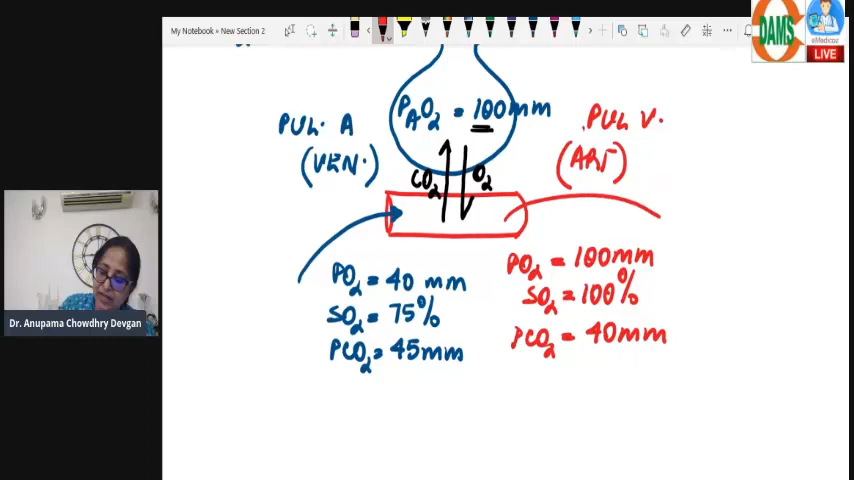 My Notebook » New Section 2
DAMS
eMedicoz
LIVE
PAO2 = 100mm
PUL. A
(VEN.)
PUL V.
(ART)
CO2
O2
PO2 = 40 mm
SO2 = 75%
PCO2 = 45mm
PO2 = 100mm
SO2 = 100%
PCO2 = 40mm
Dr. Anupama Chowdhry Devgan